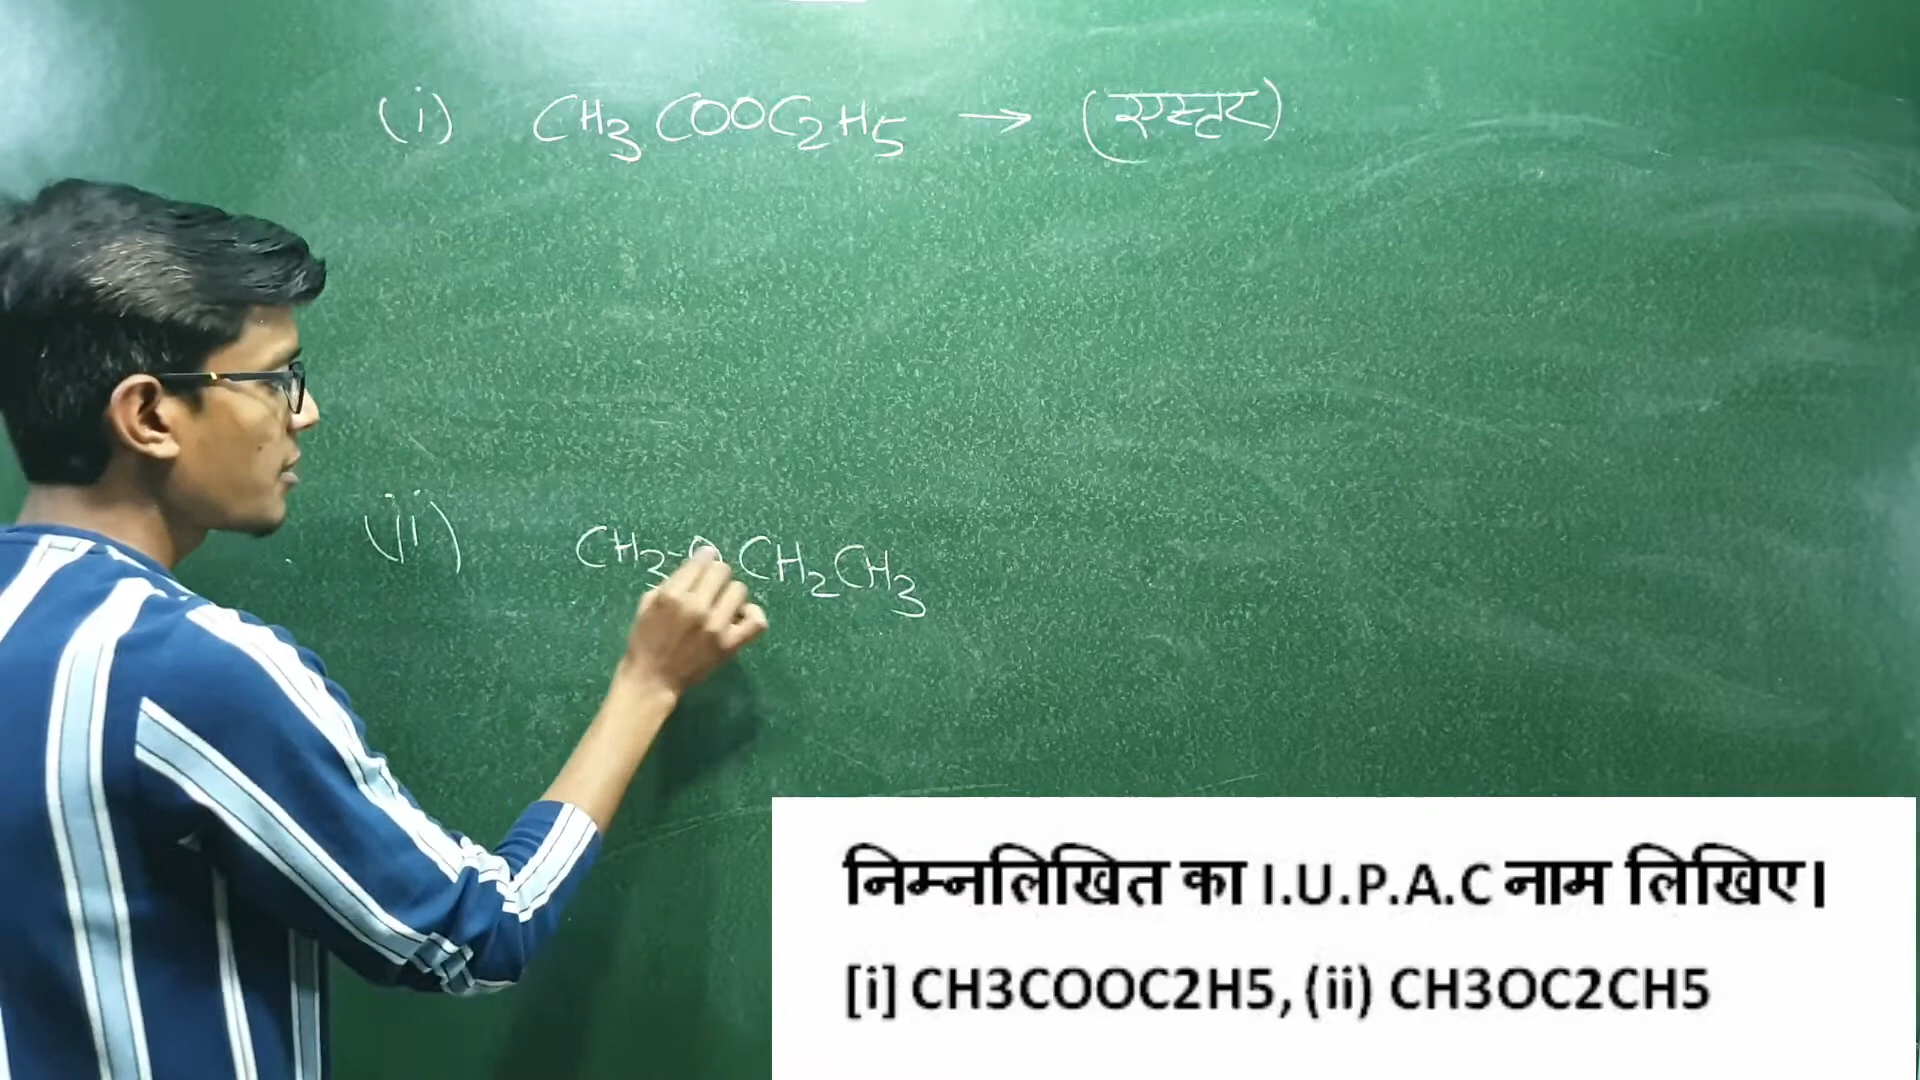 (i) CH3COOC2H5 → (एस्टर)
(ii) CH3-O CH2CH3
निम्नलिखित का I.U.P.A.C नाम लिखिए।
[i] CH3COOC2H5, (ii) CH3OC2CH5